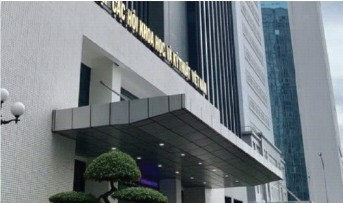 CÁC HỘI KHOA HỌC VÀ KỸ THUẬT VIỆT NAM